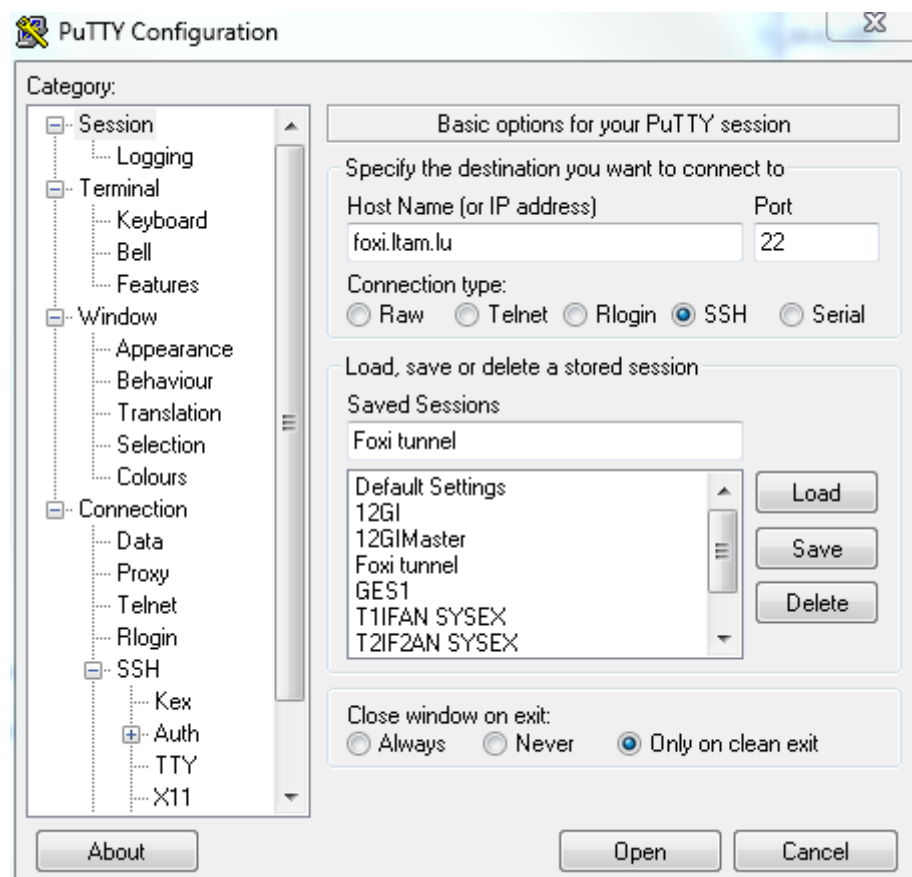 PuTTY Configuration
Category:
Session
Logging
Terminal
Keyboard
Bell
Features
Window
Appearance
Behaviour
Translation
Selection
Colours
Connection
Data
Proxy
Telnet
Rlogin
SSH
Kex
Auth
TTY
X11
Basic options for your PuTTY session
Specify the destination you want to connect to
Host Name (or IP address)
Port
foxi.ltam.lu
22
Connection type:
Raw
Telnet
Rlogin
SSH
Serial
Load, save or delete a stored session
Saved Sessions
Foxi tunnel
Default Settings
12GI
12GIMaster
Foxi tunnel
GES1
T1IFAN SYSEX
T2IF2AN SYSEX
Load
Save
Delete
Close window on exit:
Always
Never
Only on clean exit
About
Open
Cancel